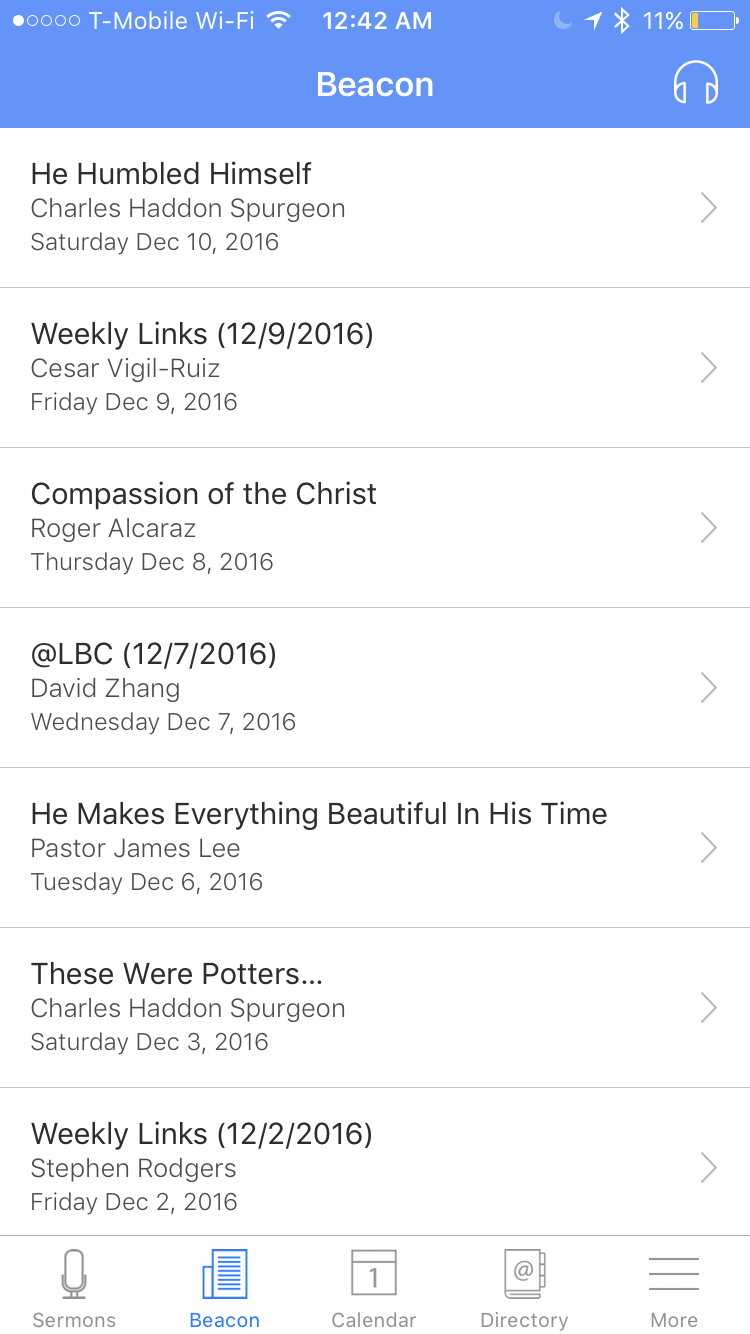 T-Mobile Wi-Fi 12:42 AM 11%
Beacon
He Humbled Himself
Charles Haddon Spurgeon
Saturday Dec 10, 2016
Weekly Links (12/9/2016)
Cesar Vigil-Ruiz
Friday Dec 9, 2016
Compassion of the Christ
Roger Alcaraz
Thursday Dec 8, 2016
@LBC (12/7/2016)
David Zhang
Wednesday Dec 7, 2016
He Makes Everything Beautiful In His Time
Pastor James Lee
Tuesday Dec 6, 2016
These Were Potters...
Charles Haddon Spurgeon
Saturday Dec 3, 2016
Weekly Links (12/2/2016)
Stephen Rodgers
Friday Dec 2, 2016
1 @
Sermons Beacon Calendar Directory More